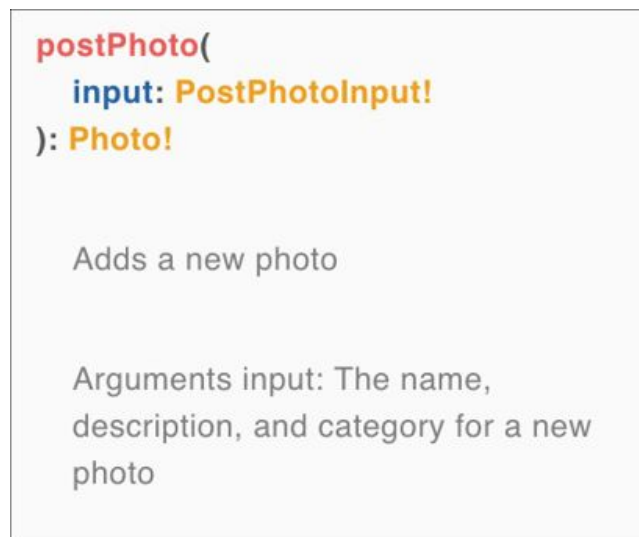 postPhoto(
input: PostPhotoInput!
): Photo!
Adds a new photo
Arguments input: The name,
description, and category for a new
photo